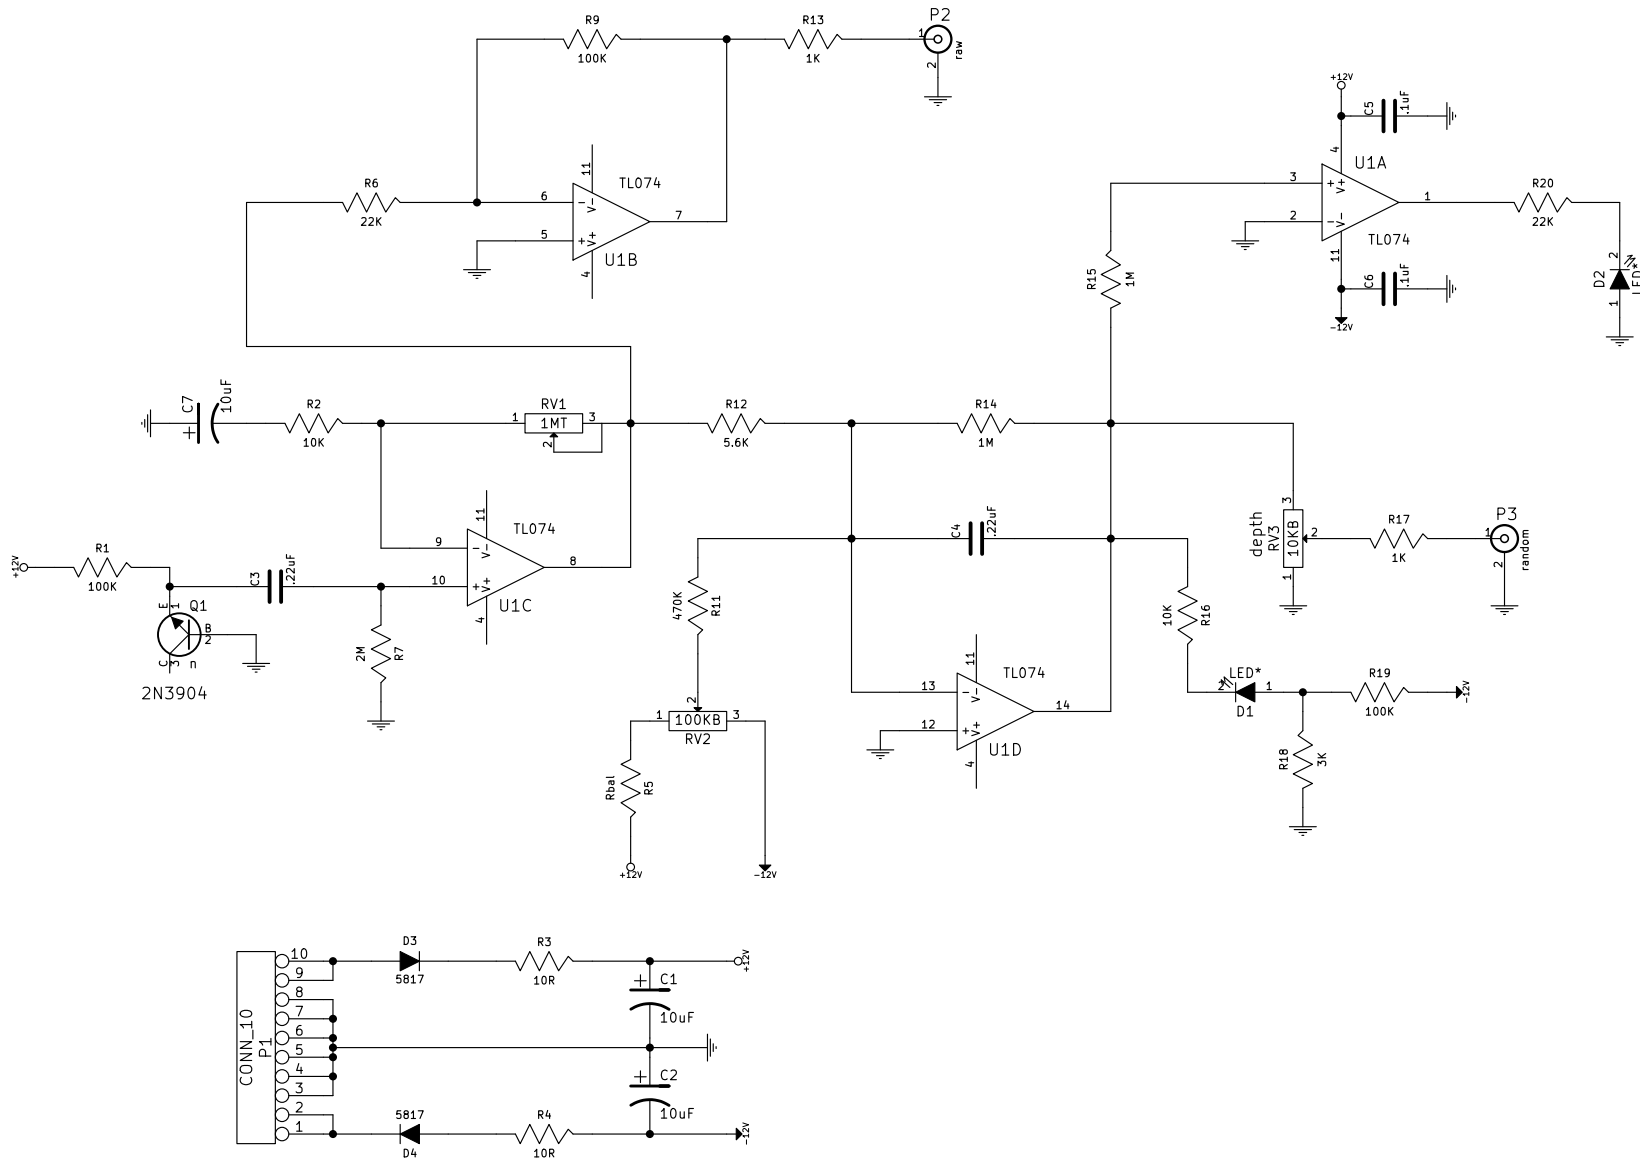 R9
100K
R13
1K
P2
1
2
raw
+12V
C5
.1uF
4
U1A
3
+
V+
2
-
V-
1
TL074
11
C6
.1uF
-12V
R20
22K
D2
2
1
LED*
R6
22K
11
TL074
6
-
V-
5
+
V+
7
U1B
4
R15
1M
C7
10uF
+
R2
10K
RV1
1
1MT
3
2
R12
5.6K
R14
1M
11
TL074
9
-
V-
10
+
V+
8
U1C
4
+12V
R1
100K
C3
.22uF
E
1
Q1
B
2
C
3
n
2N3904
2M
R7
C4
.22uF
470K
R11
2
1
100KB
3
RV2
Rbal
R5
+12V
-12V
11
TL074
13
-
V-
12
+
V+
14
U1D
4
10K
R16
LED*
2
1
D1
R19
100K
-12V
R18
3K
depth
RV3
10KB
3
2
1
R17
1K
P3
1
2
random
CONN_10
P1
10
9
8
7
6
5
4
3
2
1
D3
5817
R3
10R
+12V
+
C1
10uF
+
C2
10uF
5817
D4
R4
10R
-12V